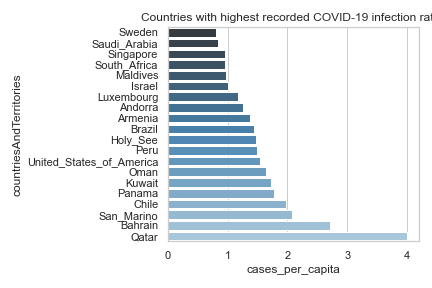 Countries with highest recorded COVID-19 infection rat
countriesAndTerritories
Sweden
Saudi_Arabia
Singapore
South_Africa
Maldives
Israel
Luxembourg
Andorra
Armenia
Brazil
Holy_See
Peru
United_States_of_America
Oman
Kuwait
Panama
Chile
San_Marino
Bahrain
Qatar
0 1 2 3 4
cases_per_capita